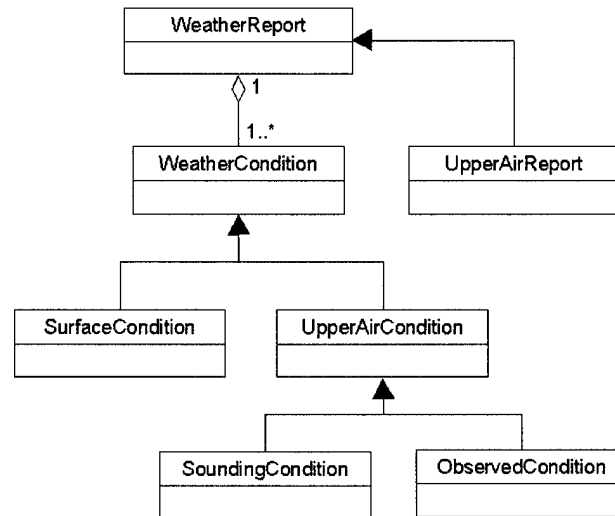 WeatherReport
1
1..*
WeatherCondition
UpperAirReport
SurfaceCondition
UpperAirCondition
SoundingCondition
ObservedCondition